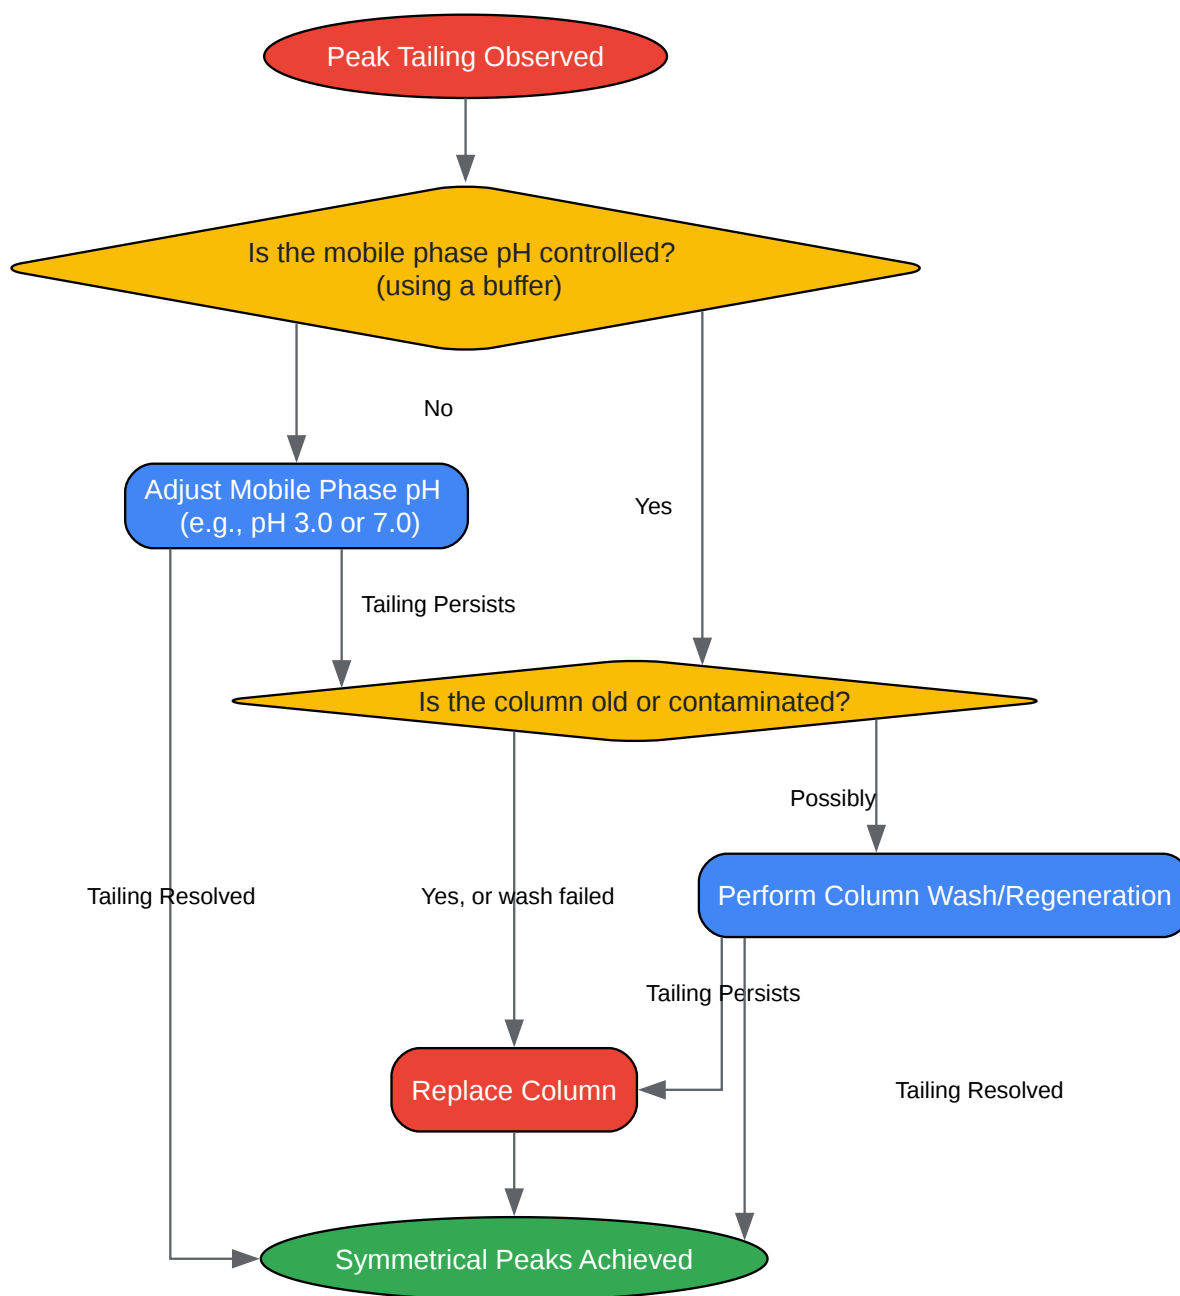 Peak Tailing Observed
Is the mobile phase pH controlled?
(using a buffer)
No
Adjust Mobile Phase pH
(e.g., pH 3.0 or 7.0)
Yes
Tailing Persists
Is the column old or contaminated?
Possibly
Tailing Resolved
Yes, or wash failed
Perform Column Wash/Regeneration
Tailing Persists
Replace Column
Tailing Resolved
Symmetrical Peaks Achieved